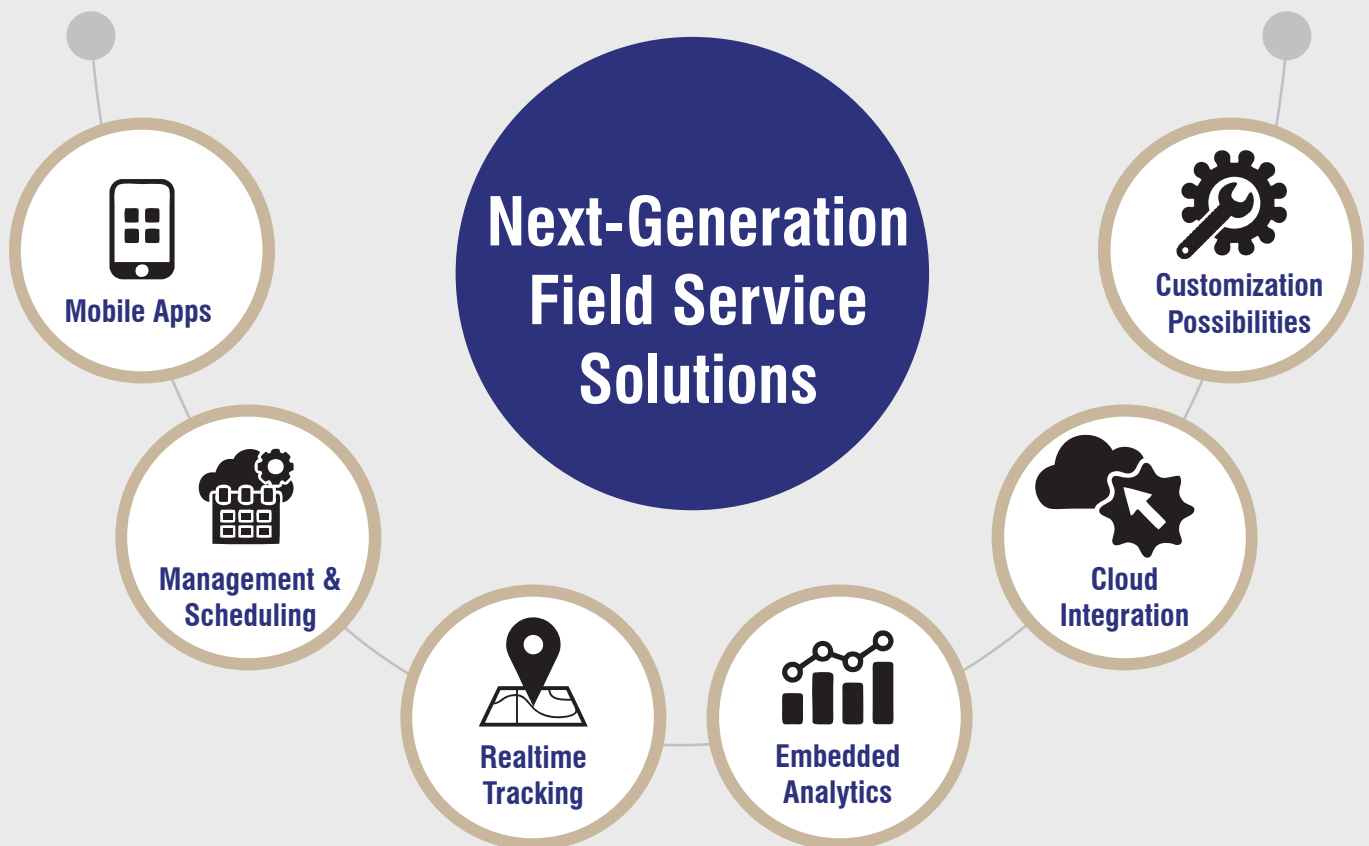 Next-Generation
Field Service
Solutions
Mobile Apps
Management &
Scheduling
Realtime
Tracking
Embedded
Analytics
Cloud
Integration
Customization
Possibilities